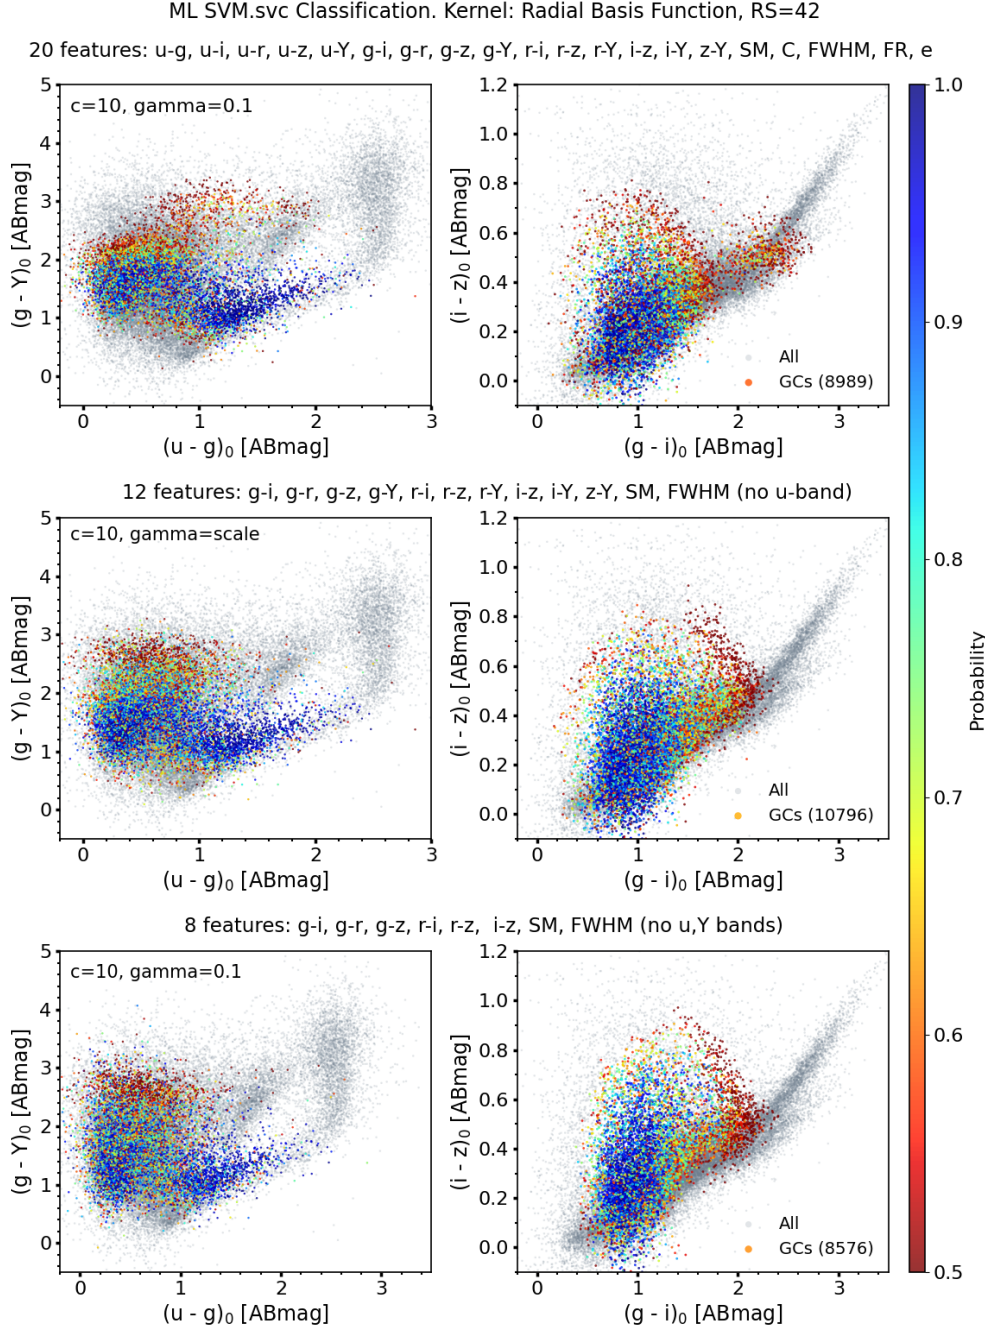 ML SVM.svc Classification. Kernel: Radial Basis Function, RS=42
20 features: u-g, u-i, u-r, u-z, u-Y, g-i, g-r, g-z, g-Y, r-i, r-z, r-Y, i-z, i-Y, z-Y, SM, C, FWHM, FR, e
c=10, gamma=0.1
5
4
3
2
1
0
(g - Y)₀ [ABmag]
0 1 2 3
(u - g)₀ [ABmag]
1.2
1.0
0.8
0.6
0.4
0.2
0.0
(i - z)₀ [ABmag]
All
GCs (8989)
0 1 2 3
(g - i)₀ [ABmag]
12 features: g-i, g-r, g-z, g-Y, r-i, r-z, r-Y, i-z, i-Y, z-Y, SM, FWHM (no u-band)
c=10, gamma=scale
5
4
3
2
1
0
(g - Y)₀ [ABmag]
0 1 2 3
(u - g)₀ [ABmag]
1.2
1.0
0.8
0.6
0.4
0.2
0.0
(i - z)₀ [ABmag]
All
GCs (10796)
0 1 2 3
(g - i)₀ [ABmag]
8 features: g-i, g-r, g-z, r-i, r-z, i-z, SM, FWHM (no u,Y bands)
c=10, gamma=0.1
5
4
3
2
1
0
(g - Y)₀ [ABmag]
0 1 2 3
(u - g)₀ [ABmag]
1.2
1.0
0.8
0.6
0.4
0.2
0.0
(i - z)₀ [ABmag]
All
GCs (8576)
0 1 2 3
(g - i)₀ [ABmag]
1.0
0.9
0.8
0.7
0.6
0.5
Probability